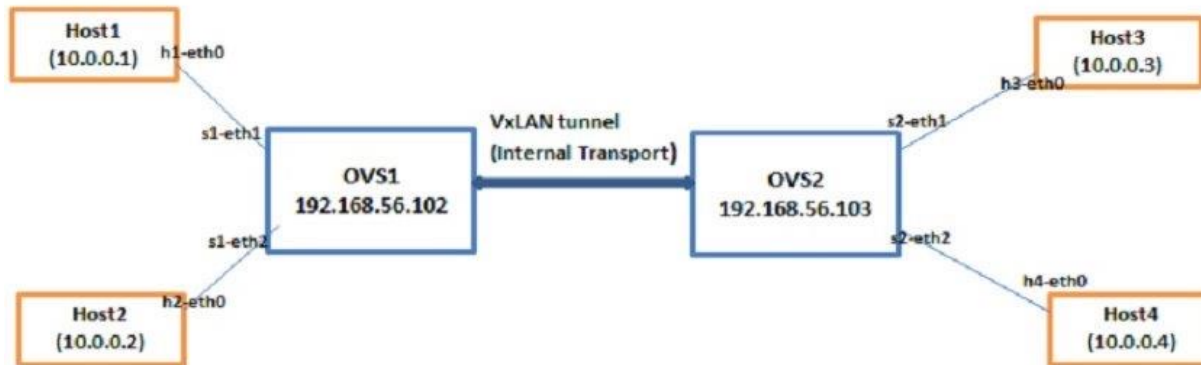 Host1
(10.0.0.1)
h1-eth0
s1-eth1
OVS1
192.168.56.102
s1-eth2
h2-eth0
Host2
(10.0.0.2)
VxLAN tunnel
(Internal Transport)
Host3
(10.0.0.3)
h3-eth0
s2-eth1
OVS2
192.168.56.103
s2-eth2
h4-eth0
Host4
(10.0.0.4)